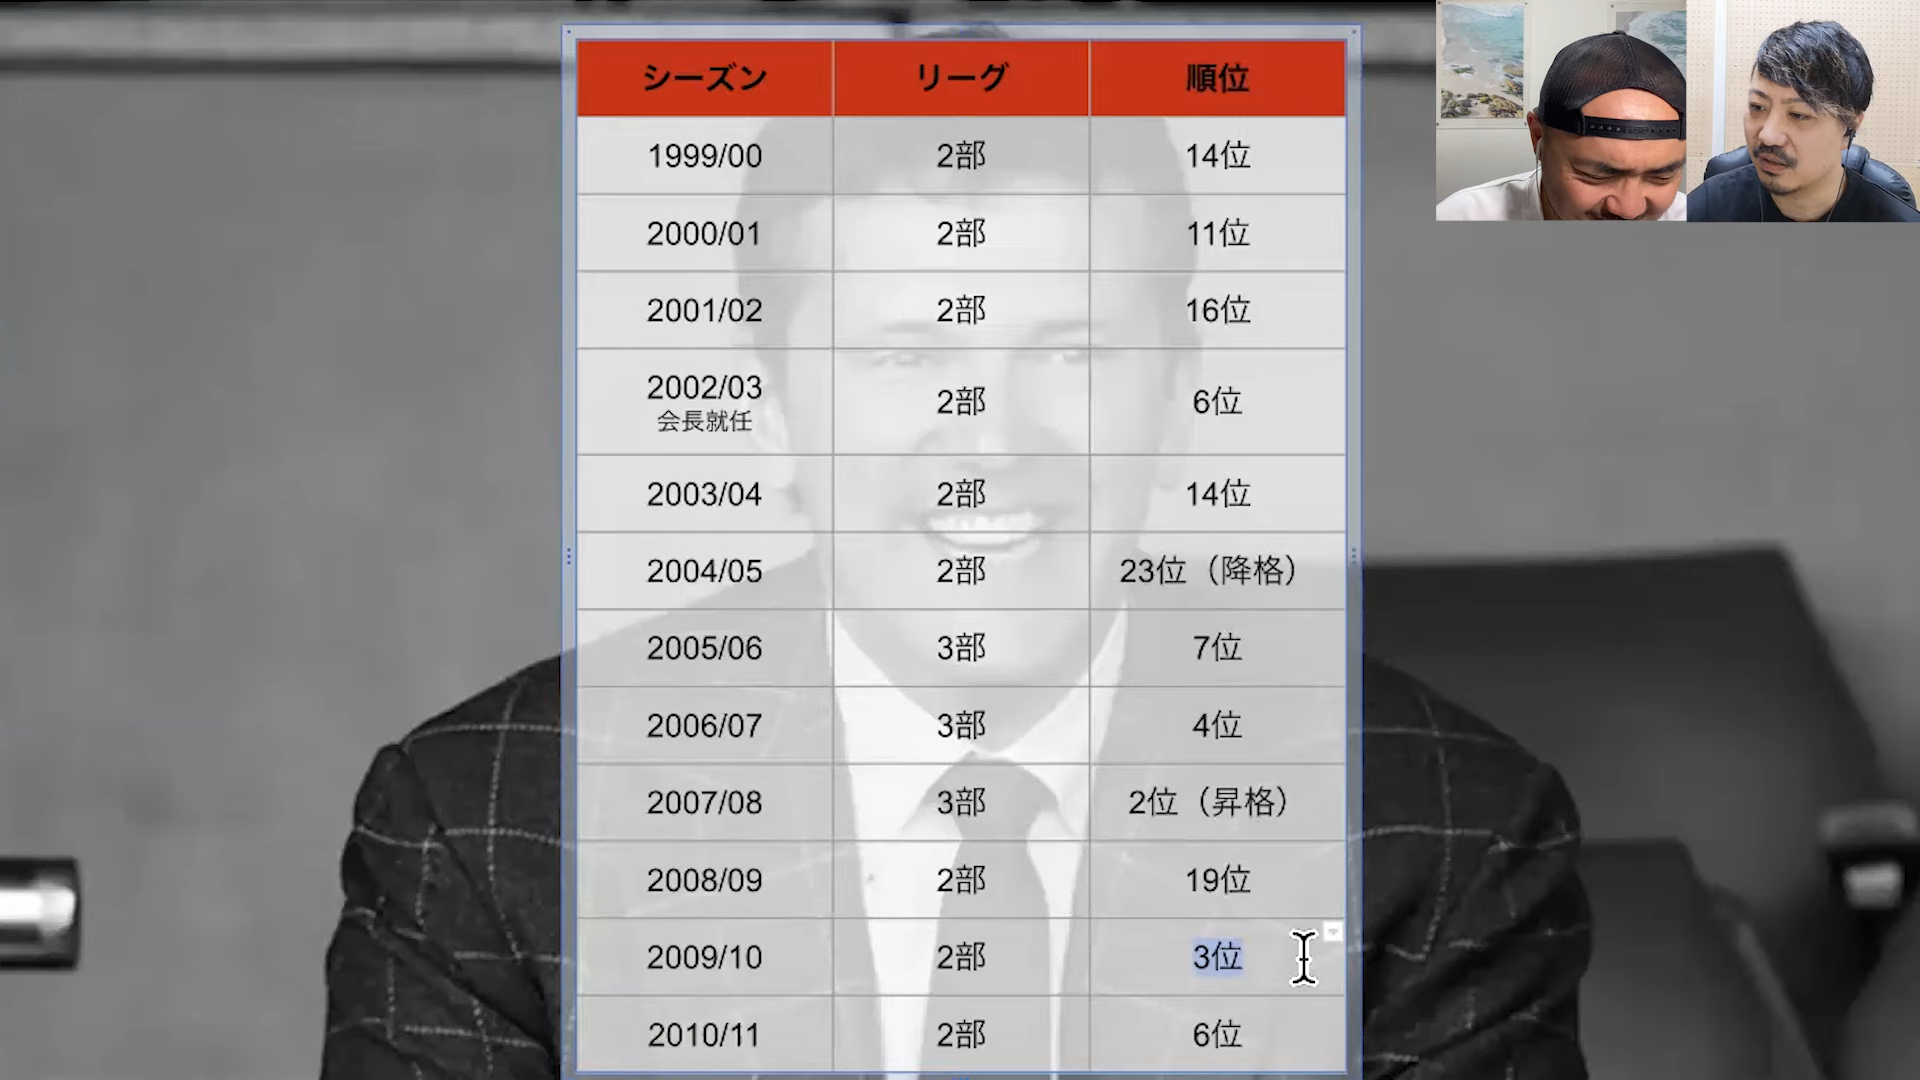 シーズン リーグ 順位
1999/00 2部 14位
2000/01 2部 11位
2001/02 2部 16位
2002/03 2部 6位
会長就任
2003/04 2部 14位
2004/05 2部 23位（降格）
2005/06 3部 7位
2006/07 3部 4位
2007/08 3部 2位（昇格）
2008/09 2部 19位
2009/10 2部 3位
2010/11 2部 6位